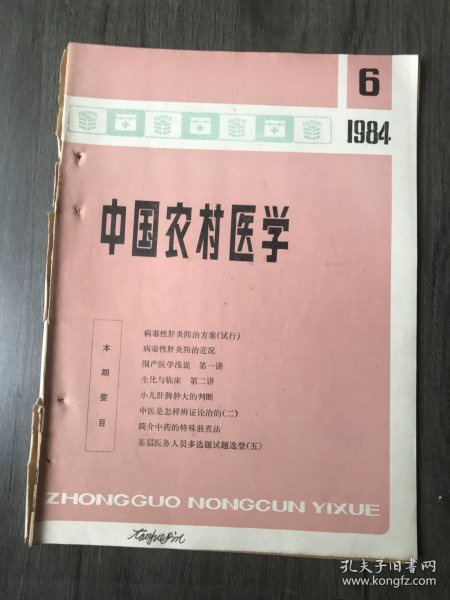 6
1984
中国农村医学
本期要目
病毒性肝炎防治方案(试行)
病毒性肝炎防治近况
围产医学浅说 第一讲
生化与临床 第二讲
小儿肝脾肿大的判断
中医是怎样辨证论治的(二)
简介中药的特殊煎煮法
基层医务人员多选题试题选登(五)
ZHONGGUO NONGCUN YIXUE
孔夫子旧书网
www.kongfz.com